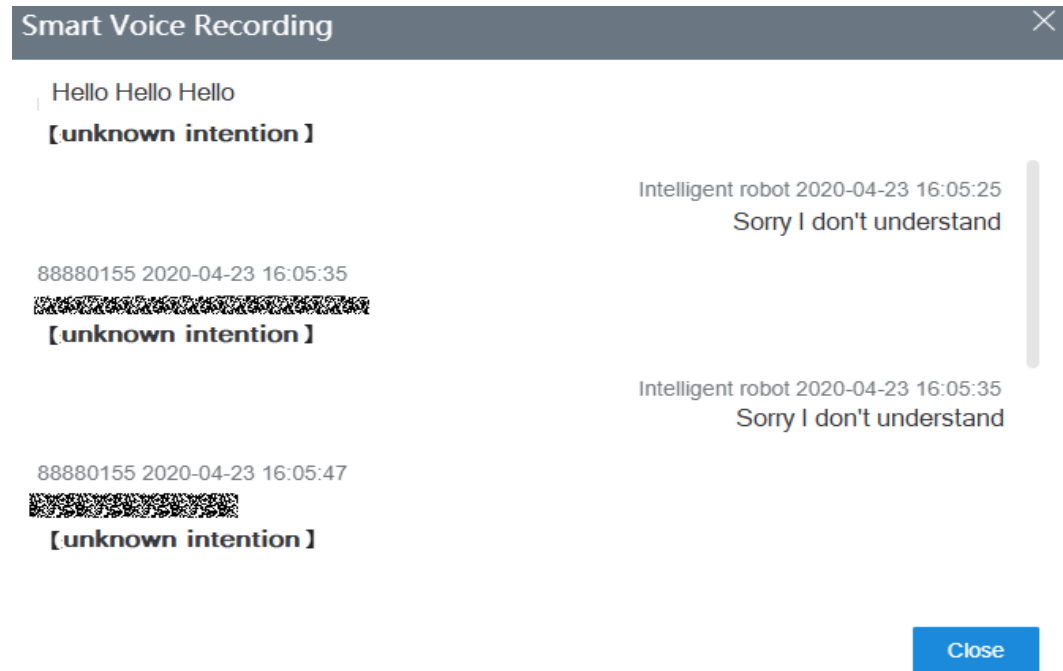 Smart Voice Recording
Hello Hello Hello
【unknown intention】
Intelligent robot 2020-04-23 16:05:25
Sorry I don't understand
88880155 2020-04-23 16:05:35
【unknown intention】
Intelligent robot 2020-04-23 16:05:35
Sorry I don't understand
88880155 2020-04-23 16:05:47
【unknown intention】
Close